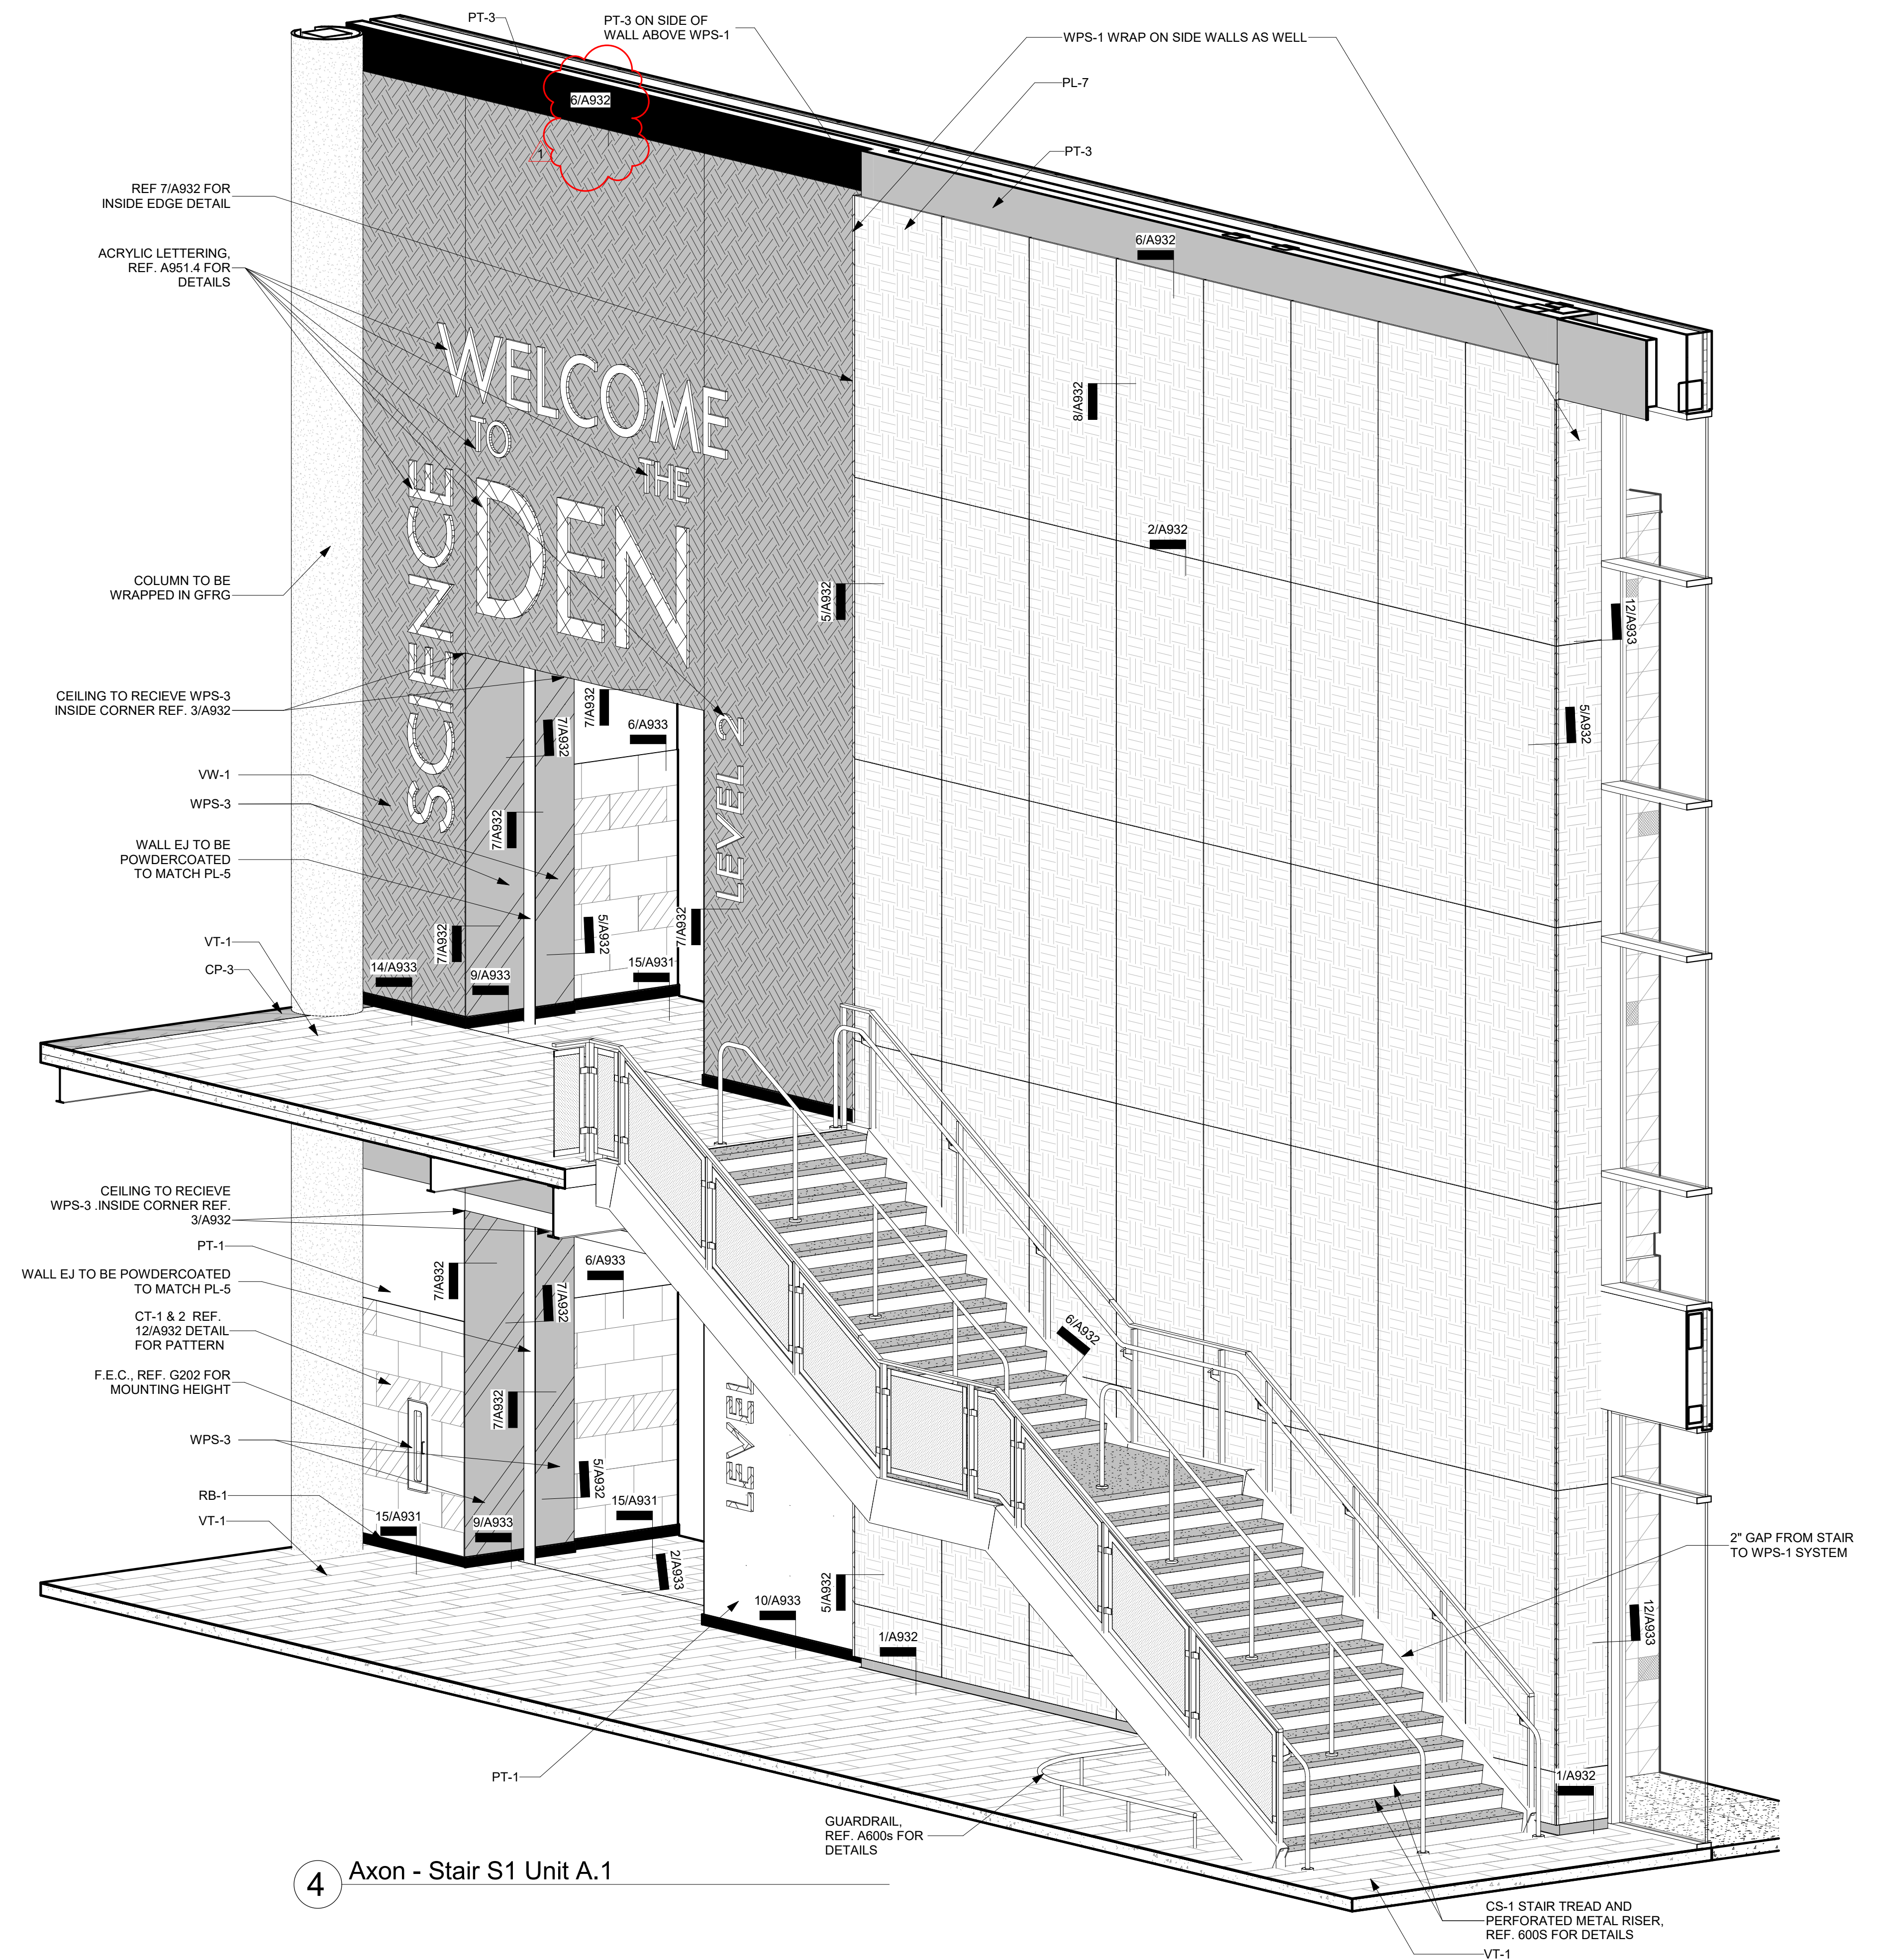 PT-3
PT-3 ON SIDE OF
WALL ABOVE WPS-1
WPS-1 WRAP ON SIDE WALLS AS WELL
PL-7
6/A932
1
PT-3
REF 7/A932 FOR
INSIDE EDGE DETAIL
6/A932
ACRYLIC LETTERING,
REF. A951.4 FOR
DETAILS
8/A932
WELCOME
TO
THE
DEN
SCIENCE
2/A932
COLUMN TO BE
WRAPPED IN GFRG
5/A932
12/A933
CEILING TO RECIEVE WPS-3
INSIDE CORNER REF. 3/A932
7/A932
7/A932
6/A933
LEVEL 2
5/A932
VW-1
WPS-3
7/A932
WALL EJ TO BE
POWDERCOATED
TO MATCH PL-5
7/A932
5/A932
7/A932
VT-1
CP-3
14/A933
9/A933
15/A931
CEILING TO RECIEVE
WPS-3 .INSIDE CORNER REF.
3/A932
PT-1
7/A932
7/A932
6/A933
WALL EJ TO BE POWDERCOATED
TO MATCH PL-5
CT-1 & 2  REF.
12/A932 DETAIL
FOR PATTERN
6/A932
F.E.C., REF. G202 FOR
MOUNTING HEIGHT
7/A932
LEVEL
WPS-3
5/A932
RB-1
VT-1
15/A931
9/A933
15/A931
2/A933
2" GAP FROM STAIR
TO WPS-1 SYSTEM
10/A933
5/A932
1/A932
12/A933
PT-1
1/A932
GUARDRAIL,
REF. A600s FOR
DETAILS
4
Axon - Stair S1 Unit A.1
CS-1 STAIR TREAD AND
PERFORATED METAL RISER,
REF. 600S FOR DETAILS
VT-1